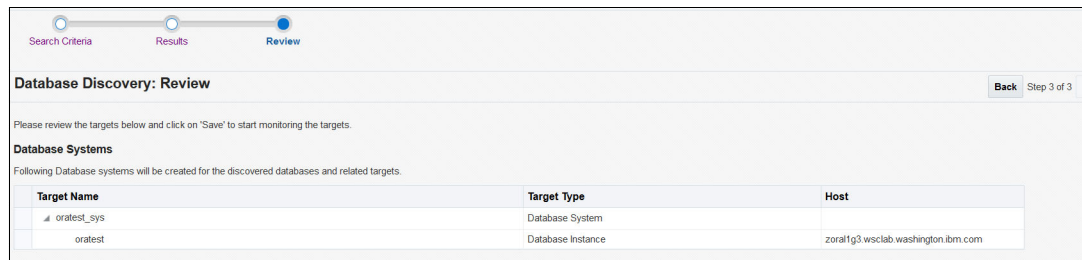 Search Criteria Results Review
Database Discovery: Review
Back Step 3 of 3
Please review the targets below and click on 'Save' to start monitoring the targets.
Database Systems
Following Database systems will be created for the discovered databases and related targets.
Target Name Target Type Host
oratest_sys Database System
oratest Database Instance zoral1g3.wsclab.washington.ibm.com